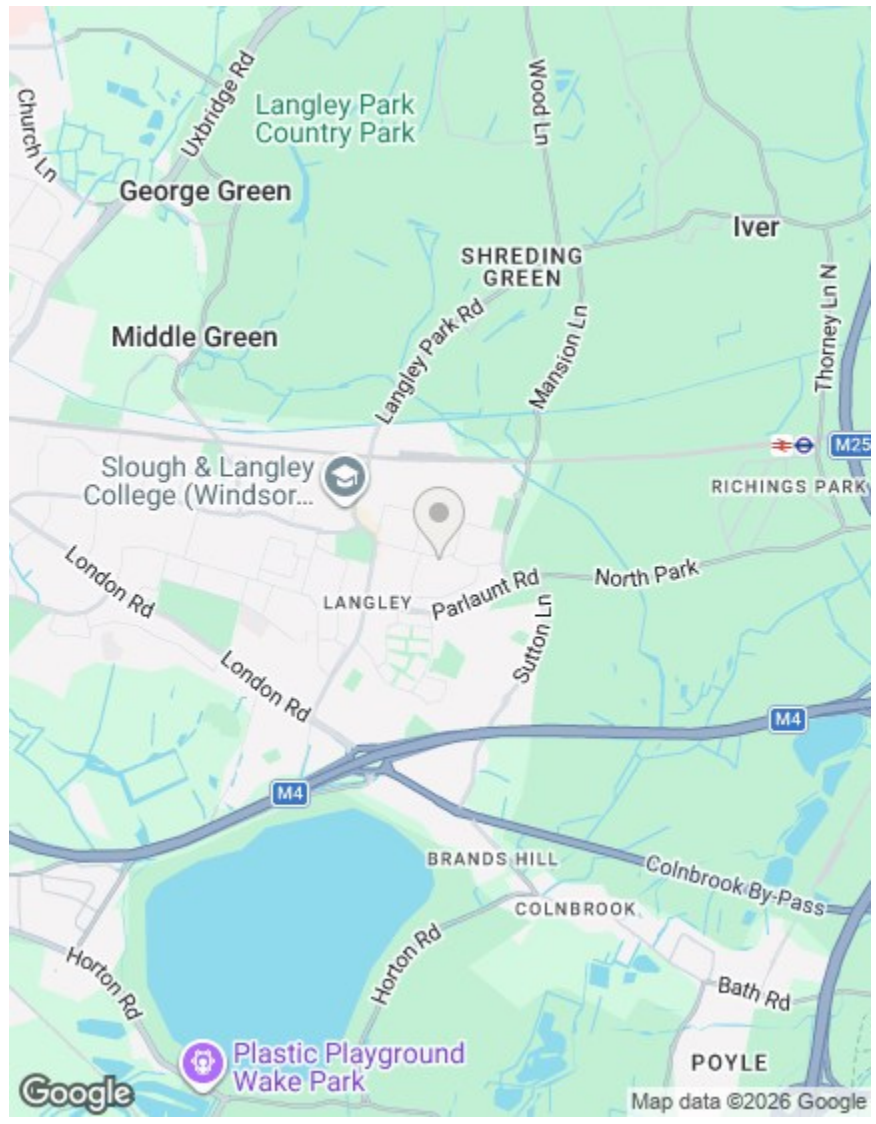 Church Ln
Uxbridge Rd
Langley Park
Country Park
Wood Ln
George Green
Iver
SHREDING
GREEN
Thorney Ln N
Langley Park Rd
Mansion Ln
Middle Green
M25
Slough & Langley
College (Windsor...
RICHINGS PARK
London Rd
LANGLEY
Parlaunt Rd
North Park
Sutton Ln
London Rd
M4
M4
BRANDS HILL
Colnbrook By-Pass
COLNBROOK
Horton Rd
Horton Rd
Bath Rd
Plastic Playground
Wake Park
POYLE
Google
Map data ©2026 Google